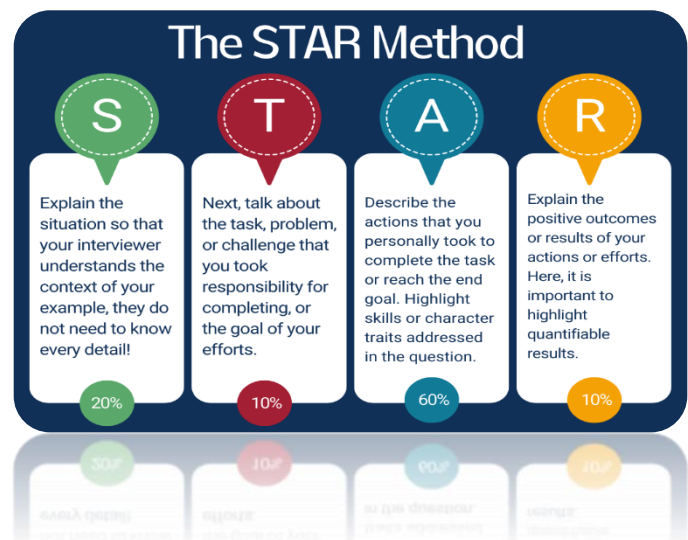 The STAR Method
S
Explain the
situation so that
your interviewer
understands the
context of your
example, they do
not need to know
every detail!
20%
T
Next, talk about
the task, problem,
or challenge that
you took
responsibility for
completing, or
the goal of your
efforts.
10%
A
Describe the
actions that you
personally took to
complete the task
or reach the end
goal. Highlight
skills or character
traits addressed
in the question.
60%
R
Explain the
positive outcomes
or results of your
actions or efforts.
Here, it is
important to
highlight
quantifiable
results.
10%